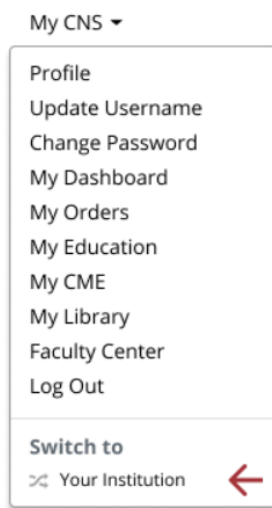 My CNS
Profile
Update Username
Change Password
My Dashboard
My Orders
My Education
My CME
My Library
Faculty Center
Log Out
Switch to
Your Institution